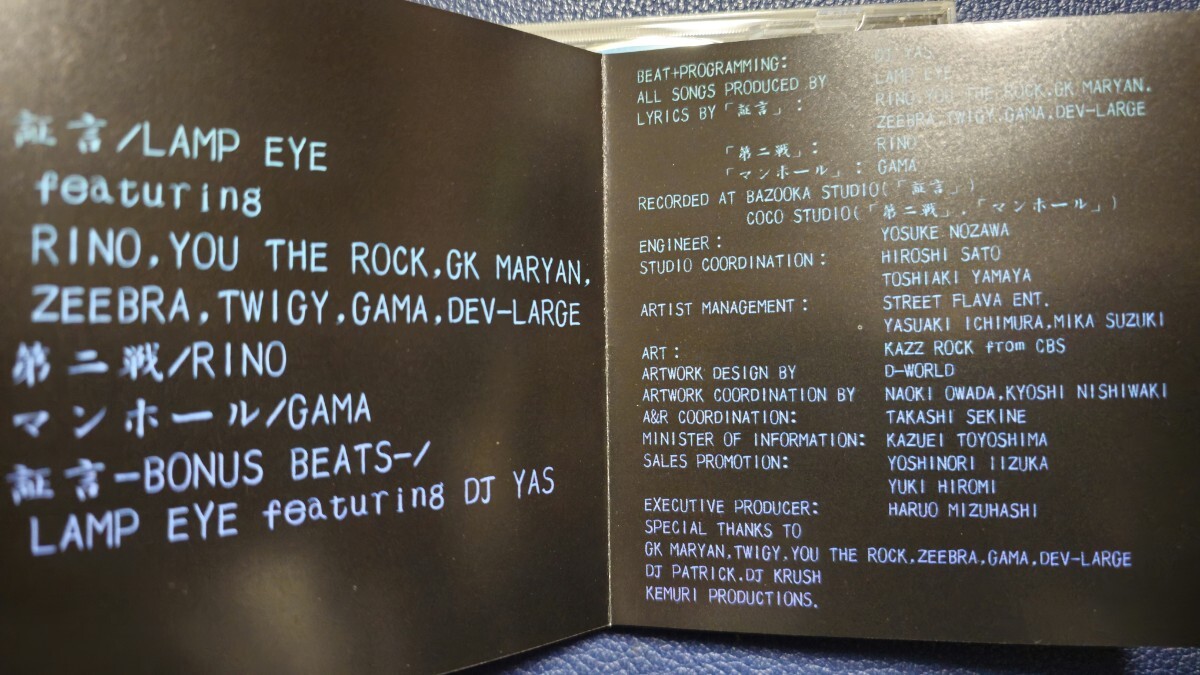 証言/LAMP EYE
featuring
RINO,YOU THE ROCK,GK MARYAN,
ZEEBRA,TWIGY,GAMA,DEV-LARGE
第二戦/RINO
マンホール/GAMA
証言-BONUS BEATS-/
LAMP EYE featuring DJ YAS
BEAT+PROGRAMMING: DJ YAS
ALL SONGS PRODUCED BY LAMP EYE
LYRICS BY「証言」: RINO,YOU THE ROCK,GK MARYAN,
ZEEBRA,TWIGY,GAMA,DEV-LARGE
「第二戦」: RINO
「マンホール」: GAMA
RECORDED AT BAZOOKA STUDIO(「証言」)
COCO STUDIO(「第二戦」,「マンホール」)
ENGINEER: YOSUKE NOZAWA
STUDIO COORDINATION: HIROSHI SATO
TOSHIAKI YAMAYA
ARTIST MANAGEMENT: STREET FLAVA ENT.
YASUAKI ICHIMURA,MIKA SUZUKI
ART: KAZZ ROCK from CBS
ARTWORK DESIGN BY D-WORLD
ARTWORK COORDINATION BY NAOKI OWADA,KYOSHI NISHIWAKI
A&R COORDINATION: TAKASHI SEKINE
MINISTER OF INFORMATION: KAZUEI TOYOSHIMA
SALES PROMOTION: YOSHINORI IIZUKA
YUKI HIROMI
EXECUTIVE PRODUCER: HARUO MIZUHASHI
SPECIAL THANKS TO
GK MARYAN,TWIGY,YOU THE ROCK,ZEEBRA,GAMA,DEV-LARGE
DJ PATRICK,DJ KRUSH
KEMURI PRODUCTIONS.